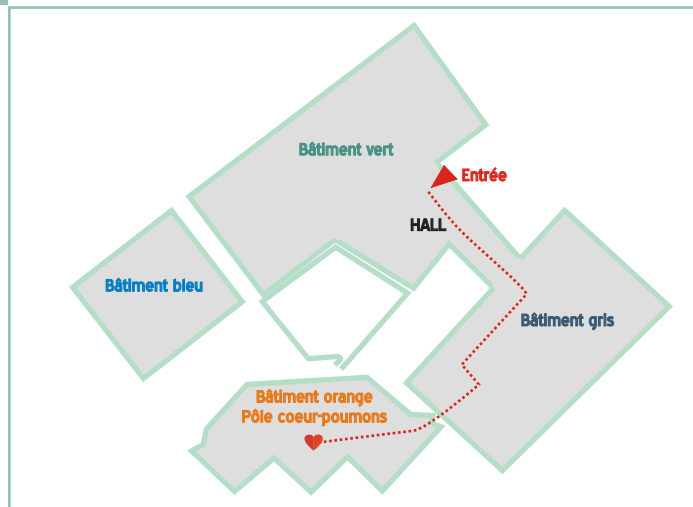 Bâtiment vert
Entrée
HALL
Bâtiment bleu
Bâtiment gris
Bâtiment orange
Pôle coeur-poumons